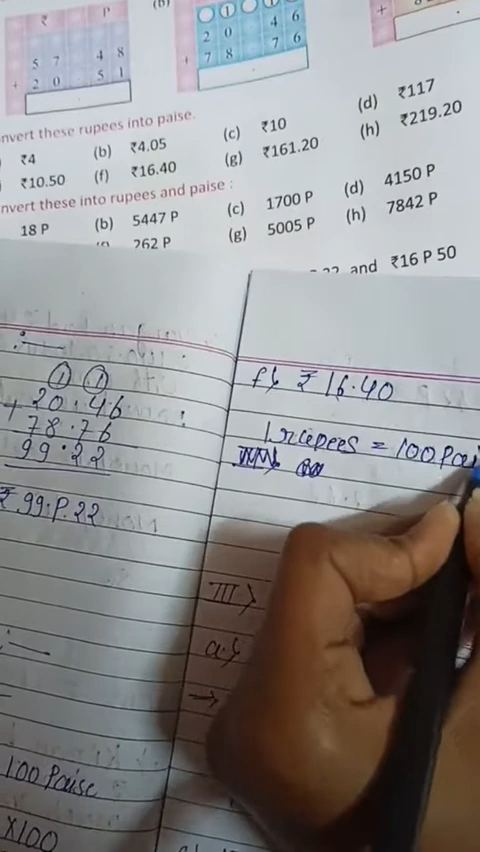 ₹ P
5 7 4 8
+ 2 0 . 5 1
(b)
2 0 4 6
+ 7 8 7 6
+
nvert these rupees into paise.
₹4 (b) ₹4.05 (c) ₹10 (d) ₹117
₹10.50 (f) ₹16.40 (g) ₹161.20 (h) ₹219.20
nvert these into rupees and paise :
18 P (b) 5447 P (c) 1700 P (d) 4150 P
262 P (g) 5005 P (h) 7842 P
and ₹16 P 50
1 1
+ 20.46
78.76
99.22
₹.99.P.22
100 Paise
X100
f) ₹ 16.40
1 rupees = 100 Pai
III)
a)
→